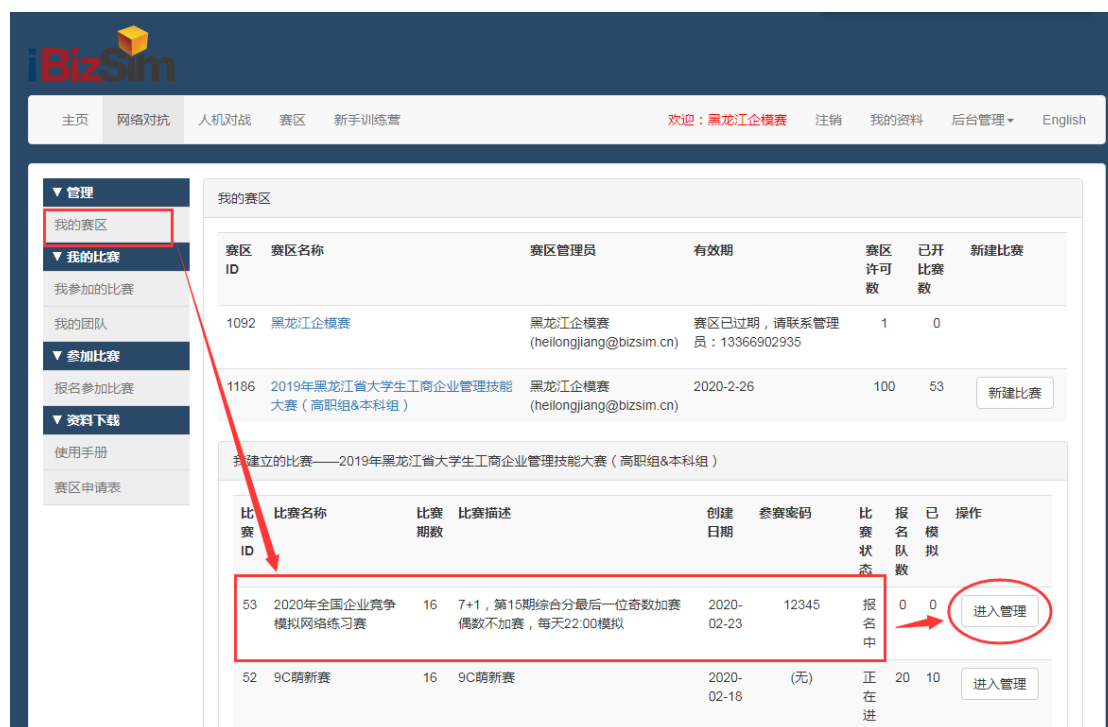 iBizSim
主页 网络对抗 人机对战 赛区 新手训练营 欢迎：黑龙江企模赛 注销 我的资料 后台管理 English
▼ 管理
我的赛区
▼ 我的比赛
我参加的比赛
我的团队
▼ 参加比赛
报名参加比赛
▼ 资料下载
使用手册
赛区申请表
我的赛区
赛区 赛区名称 赛区管理员 有效期 赛区 已开 新建比赛
ID 许可 比赛
数 数
1092 黑龙江企模赛 黑龙江企模赛 赛区已过期，请联系管理 1 0
(heilongjiang@bizsim.cn) 员：13366902935
1186 2019年黑龙江省大学生工商企业管理技能 黑龙江企模赛 2020-2-26 100 53 新建比赛
大赛（高职组&本科组） (heilongjiang@bizsim.cn)
我建立的比赛——2019年黑龙江省大学生工商企业管理技能大赛（高职组&本科组）
比 比赛名称 比赛 比赛描述 创建 参赛密码 比 报 已 操作
赛 期数 日期 赛 名 模
ID 状 队 拟
态 数
53 2020年全国企业竞争 16 7+1，第15期综合分最后一位奇数加赛 2020- 12345 报 0 0 进入管理
模拟网络练习赛 偶数不加赛，每天22:00模拟 02-23 名
中
52 9C萌新赛 16 9C萌新赛 2020- (无) 正 20 10 进入管理
02-18 在
进